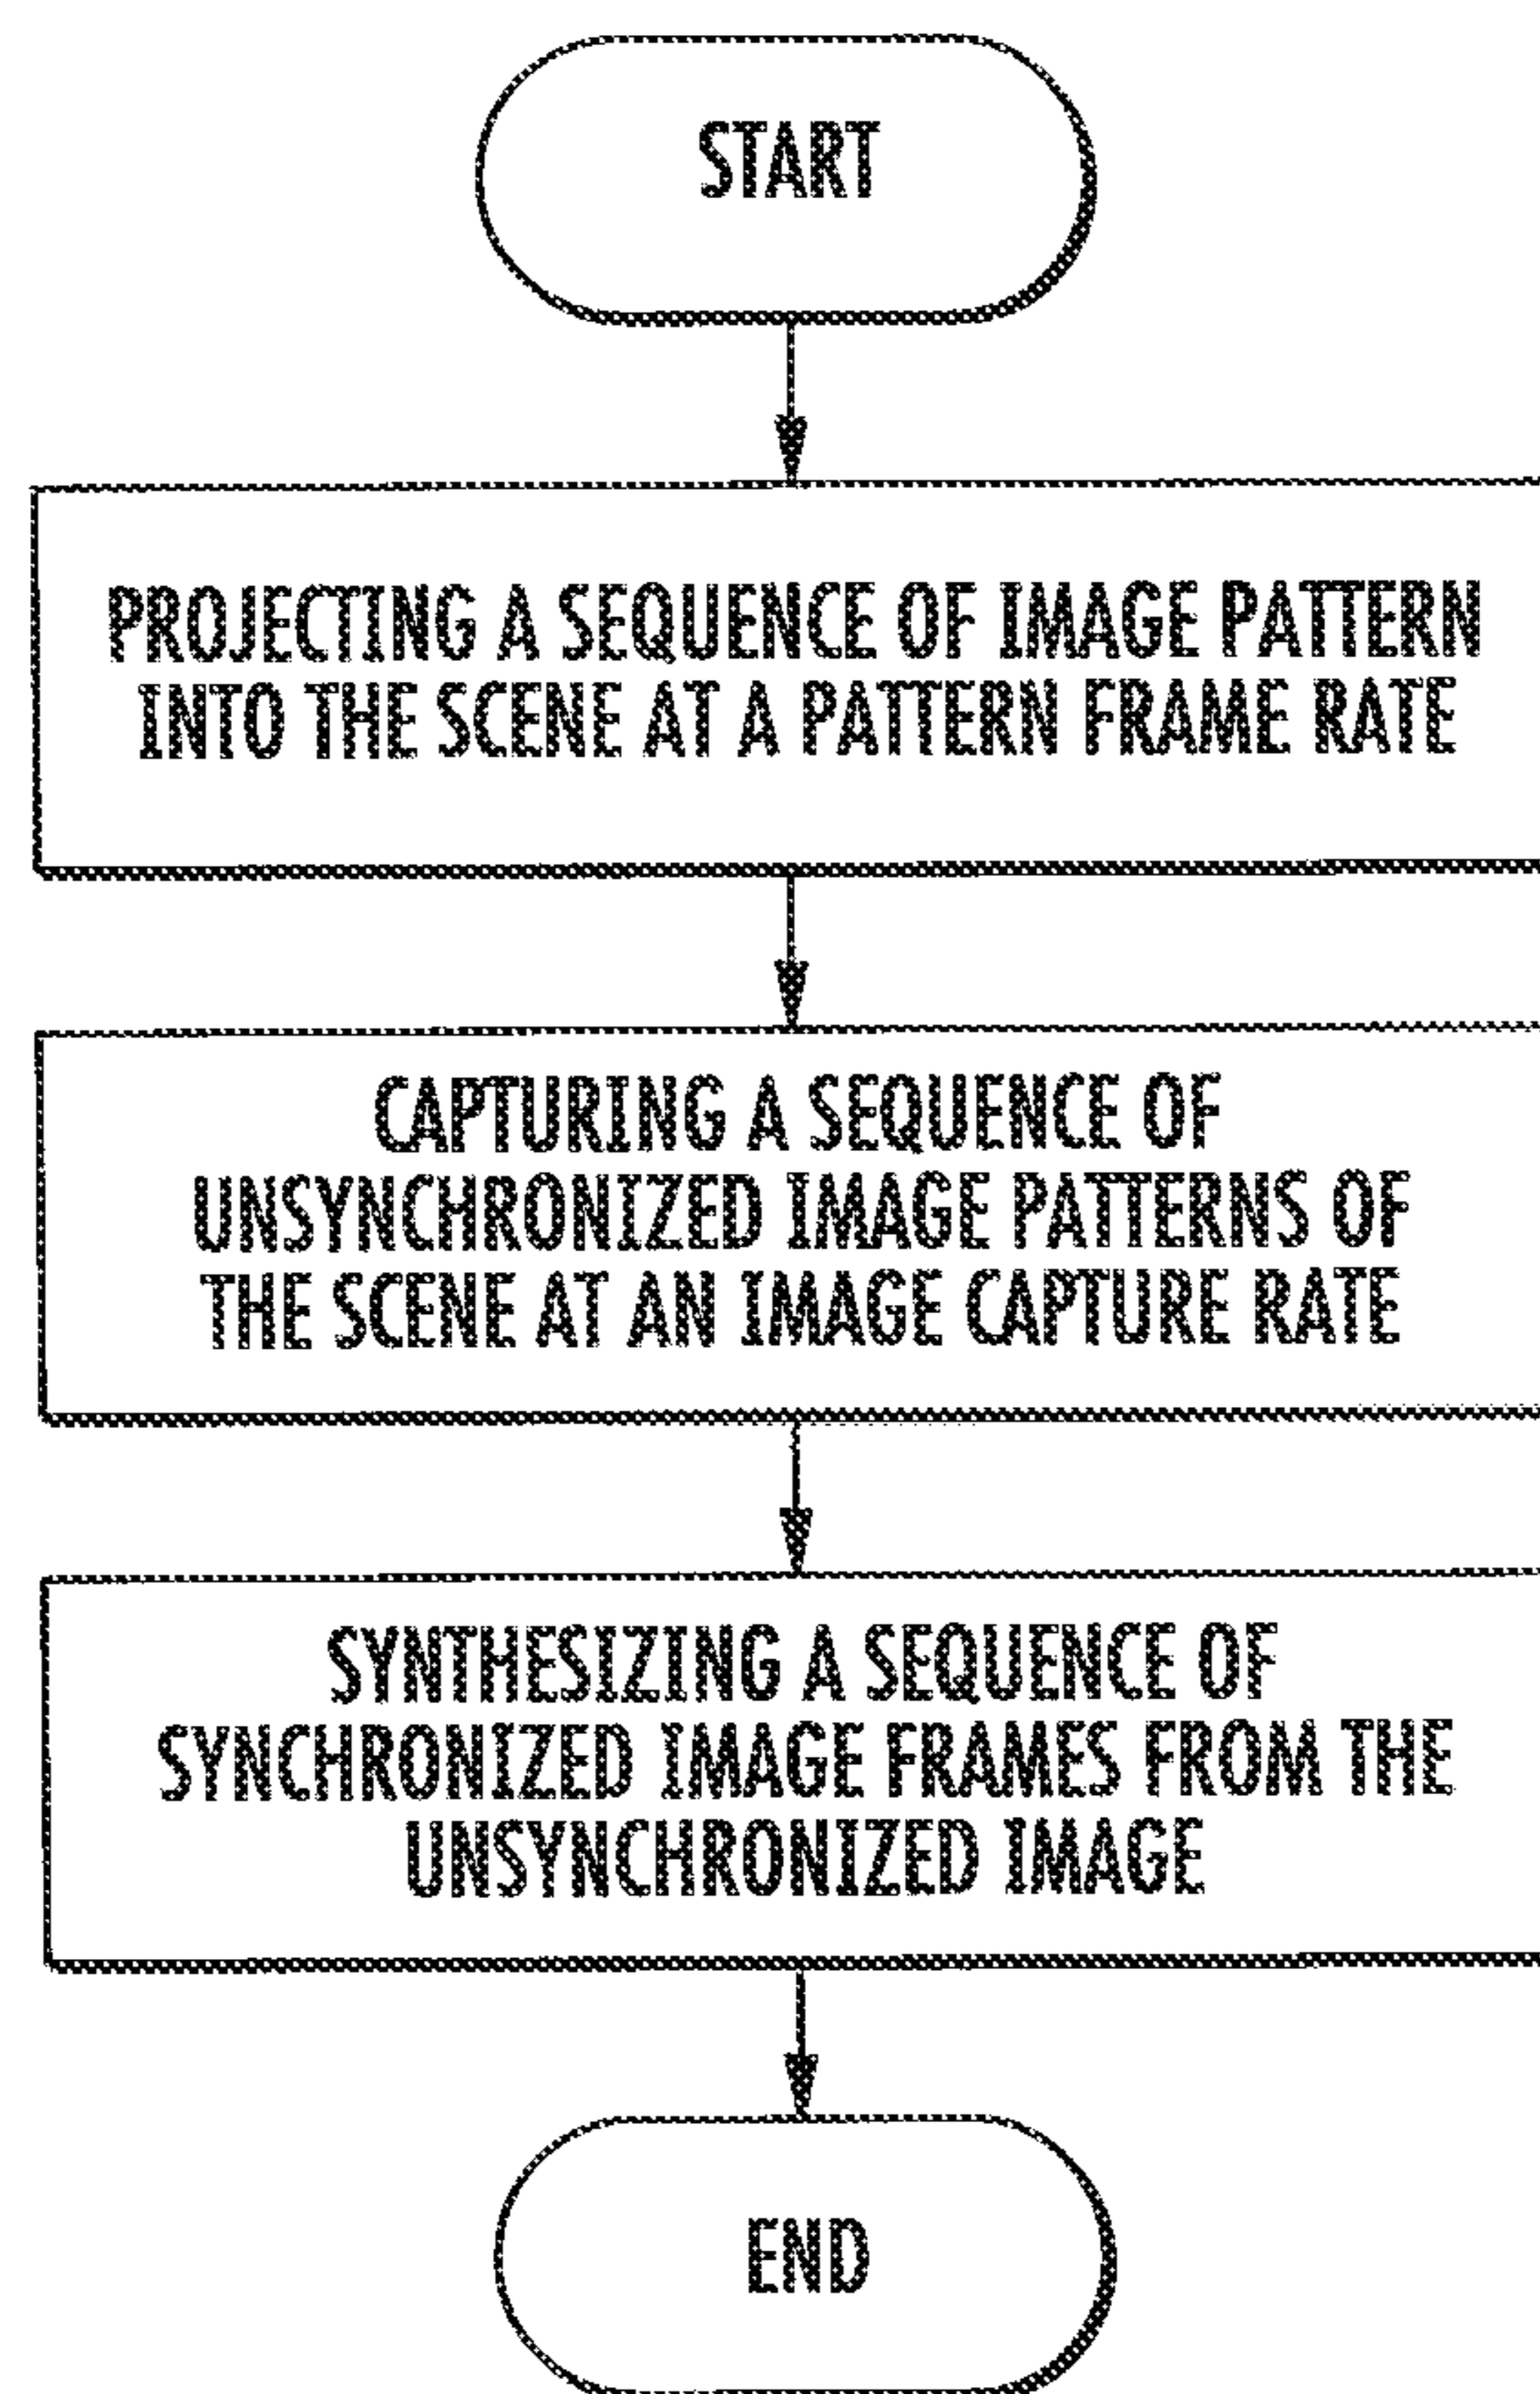 START
PROJECTING A SEQUENCE OF IMAGE PATTERN
INTO THE SCENE AT A PATTERN FRAME RATE
CAPTURING A SEQUENCE OF
UNSYNCHRONIZED IMAGE PATTERNS OF
THE SCENE AT AN IMAGE CAPTURE RATE
SYNTHESIZING A SEQUENCE OF
SYNCHRONIZED IMAGE FRAMES FROM THE
UNSYNCHRONIZED IMAGE
END